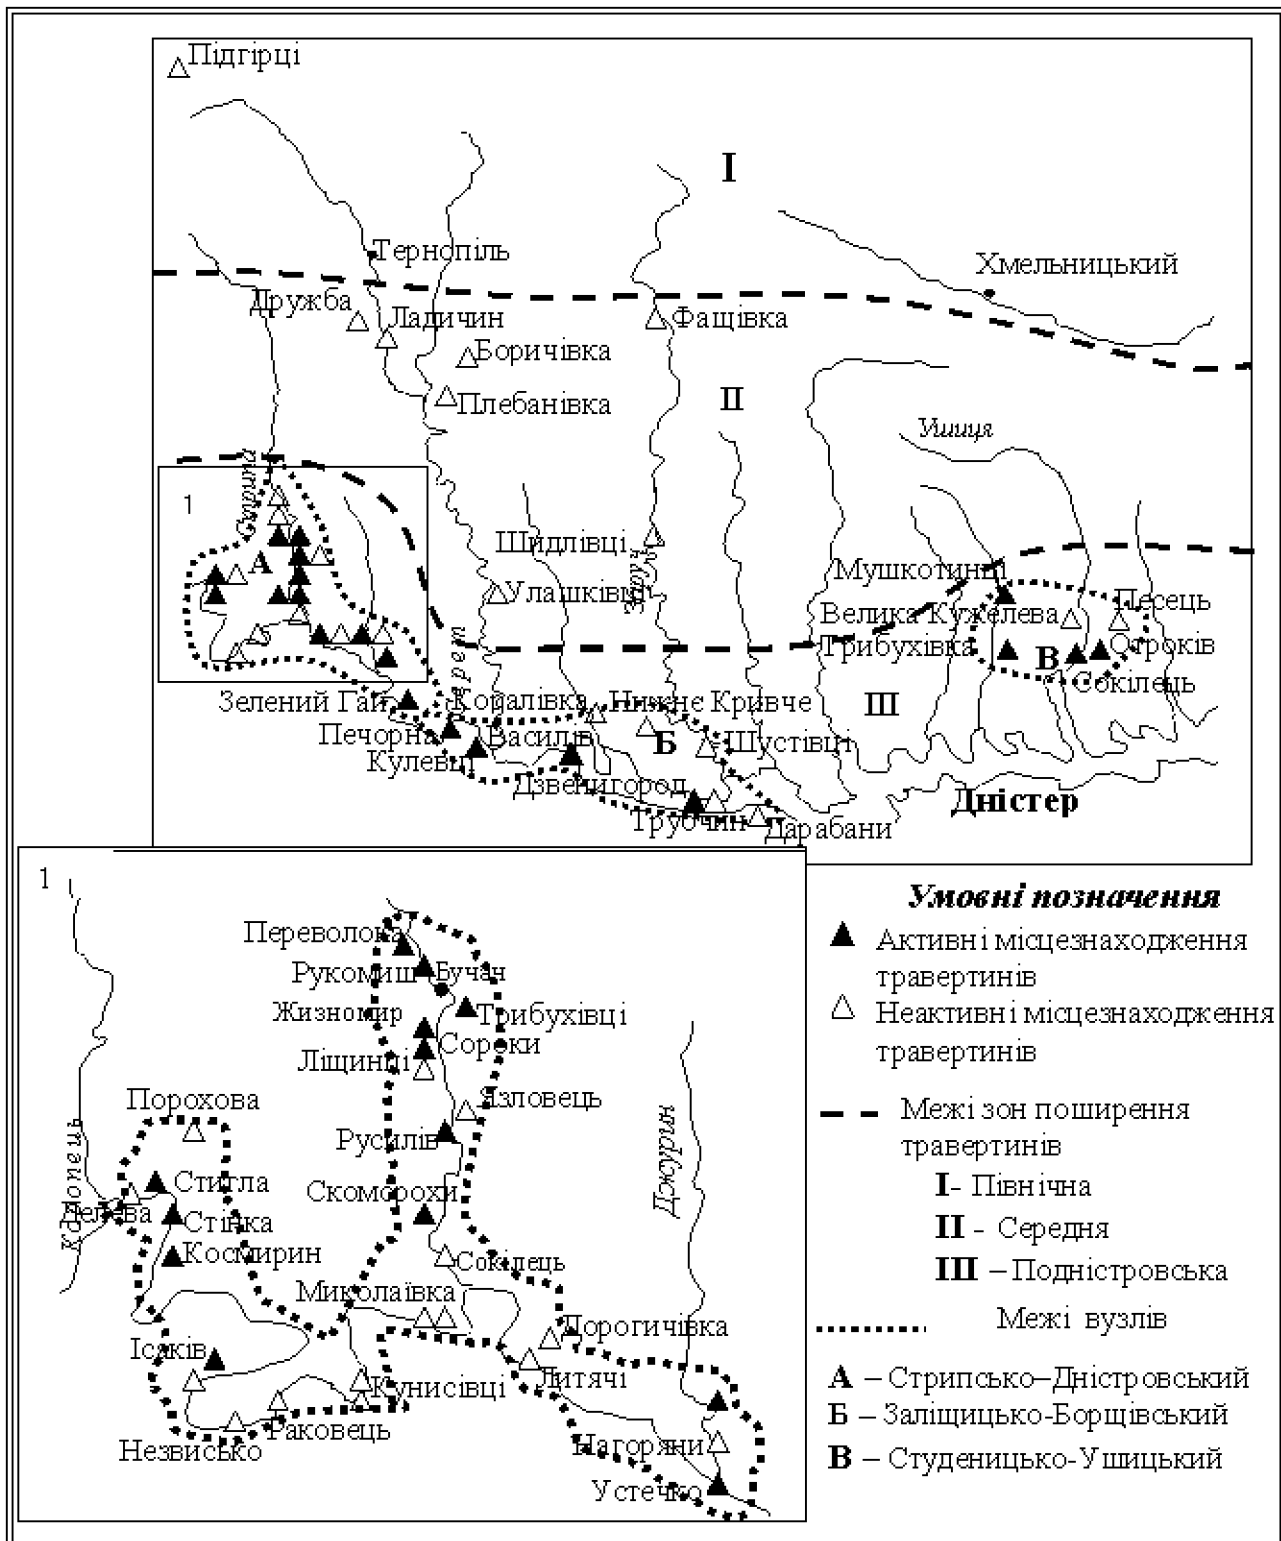 Підгірці
I
Тернопіль
Хмельницький
Дружба
Ладичин
Фащівка
Боричівка
II
Плебанівка
Ушиця
Стрипа
1
Шидлівці
А
Збруч
Мушкотинці
Улашківці
Песець
Велика Кужелева
Серет
Трибухівка
В
Отроків
Сокілець
Зелений Гай
Коралівка
Нижнє Кривче
III
Печорна
Василів
Б
Шустівці
Кулевці
Дзвенигород
Дністер
Трубчин
Дарабани
1
Переволока
Рукомиш
Бучач
Жизномир
Трибухівці
Сороки
Ліщинці
Язловець
Порохова
Русилів
Джурин
Коропець
Стигла
Скоморохи
Делева
Стінка
Космирин
Сокілець
Миколаївка
Дорогичівка
Ісаків
Литячі
Кунисівці
Раковець
Незвисько
Нагоряни
Устечко
Умовні позначення
Активні місцезнаходження
травертинів
Неактивні місцезнаходження
травертинів
Межі зон поширення
травертинів
I- Північна
II - Середня
III – Подністровська
Межі вузлів
А – Стрипсько–Дністровський
Б – Заліщицько-Борщівський
В – Студеницько-Ушицький